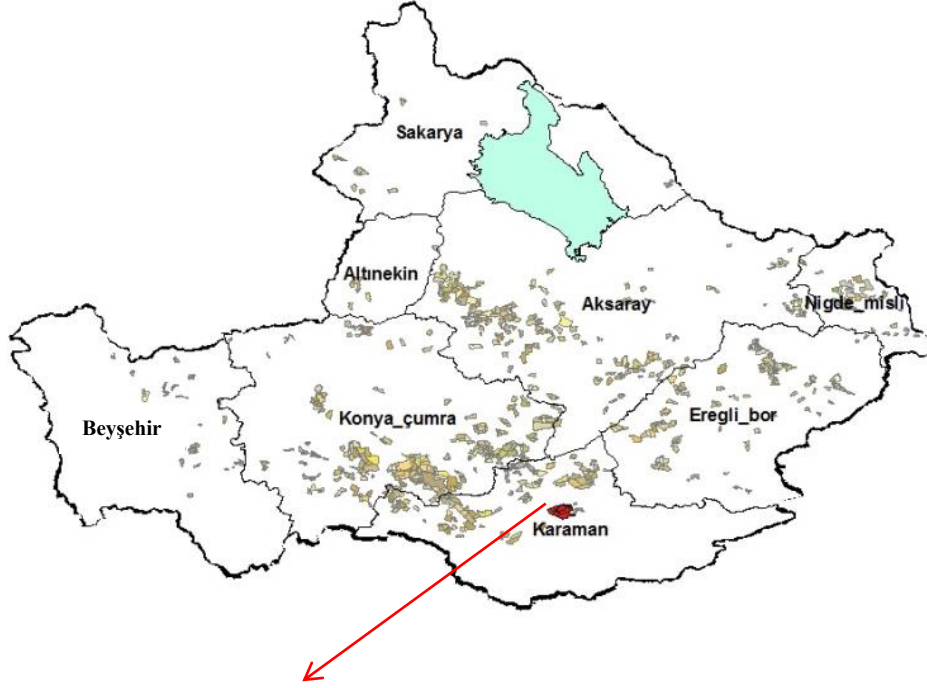 Sakarya
Altınekin
Aksaray
Nigde_misli
Beyşehir
Konya_çumra
Eregli_bor
Karaman